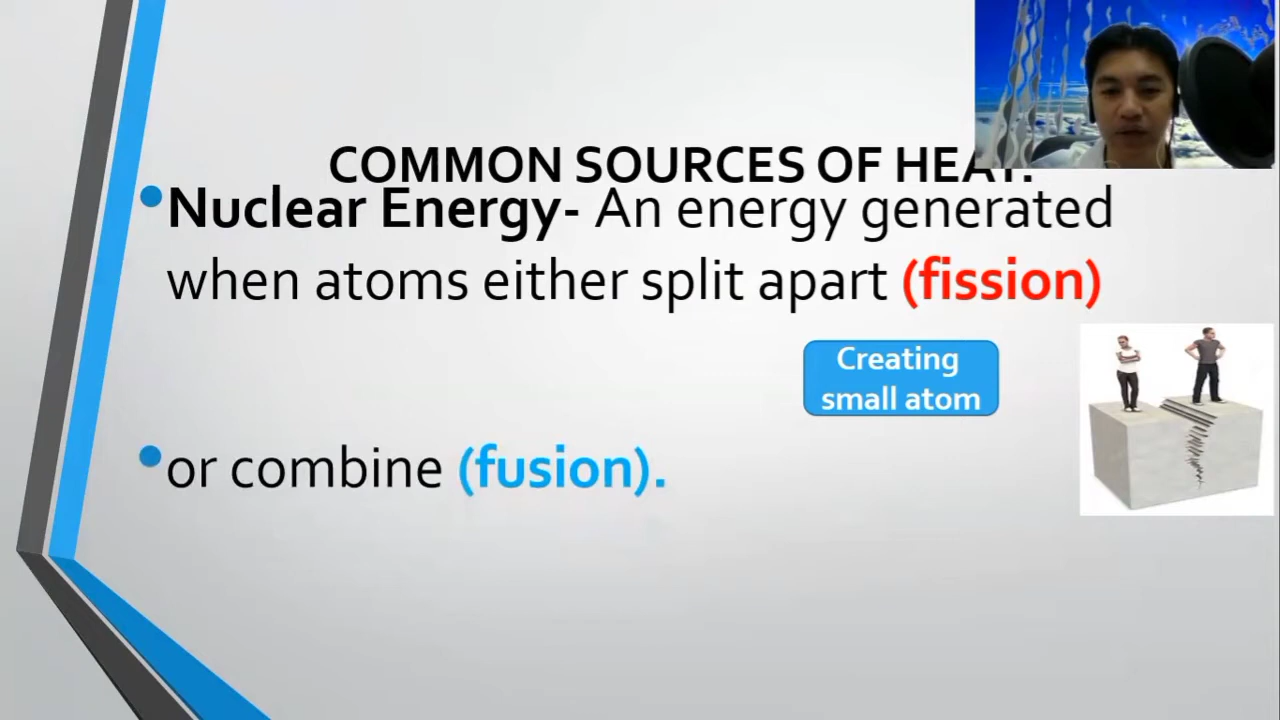 COMMON SOURCES OF HEAT:
Nuclear Energy- An energy generated
when atoms either split apart (fission)
Creating
small atom
or combine (fusion).